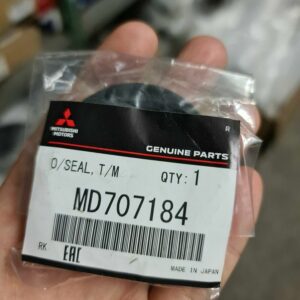 R
MITSUBISHI
MOTORS
GENUINE PARTS
O/SEAL, T/M QTY: 1
MD707184
RK EAC
MADE IN JAPAN